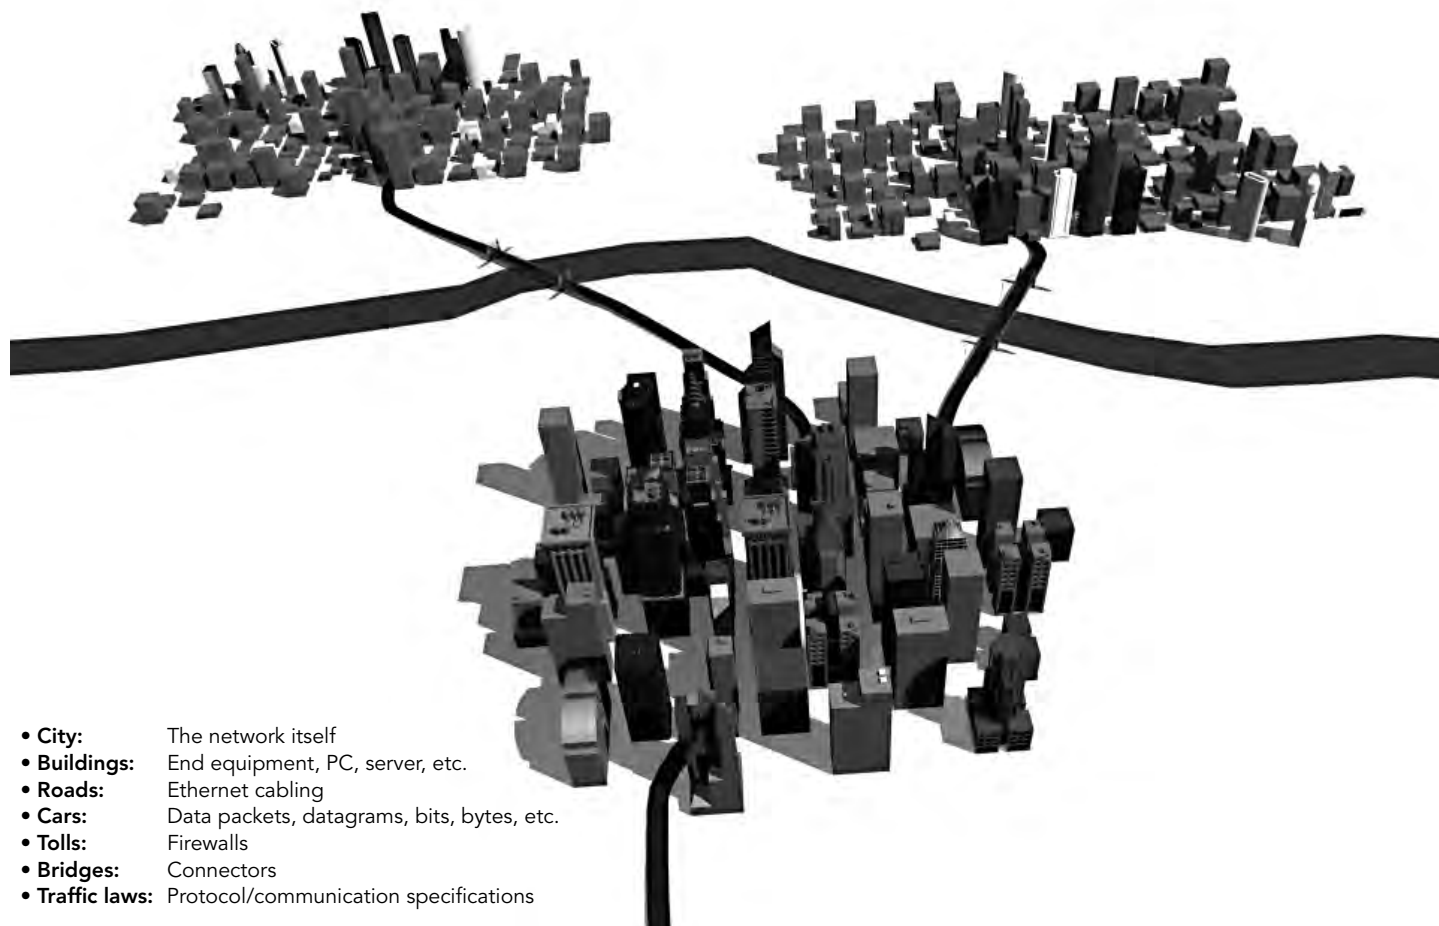 • City: The network itself
• Buildings: End equipment, PC, server, etc.
• Roads: Ethernet cabling
• Cars: Data packets, datagrams, bits, bytes, etc.
• Tolls: Firewalls
• Bridges: Connectors
• Traffic laws: Protocol/communication specifications